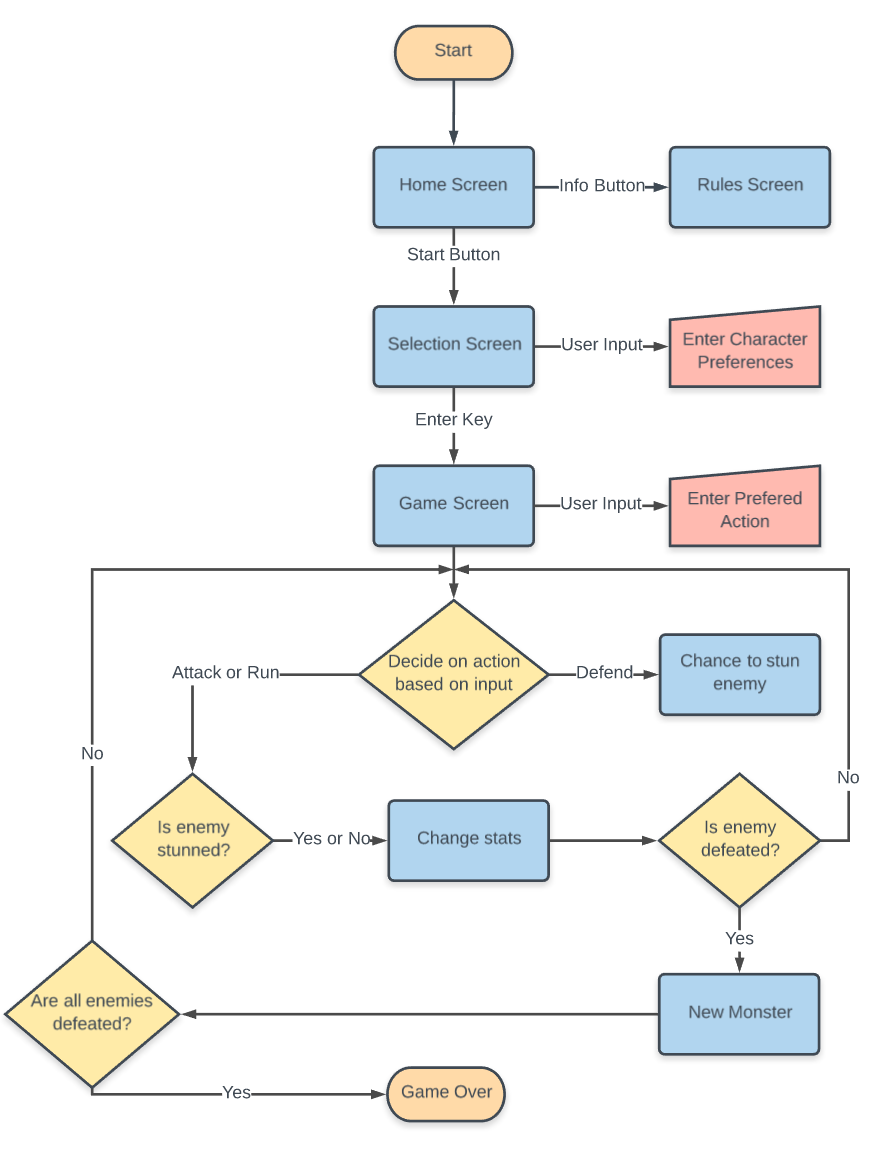 Start
Home Screen
Info Button
Rules Screen
Start Button
Selection Screen
User Input
Enter Character
Preferences
Enter Key
Game Screen
User Input
Enter Prefered
Action
Decide on action
based on input
Attack or Run
Defend
Chance to stun
enemy
No
No
Is enemy
stunned?
Yes or No
Change stats
Is enemy
defeated?
Yes
Are all enemies
defeated?
New Monster
Yes
Game Over